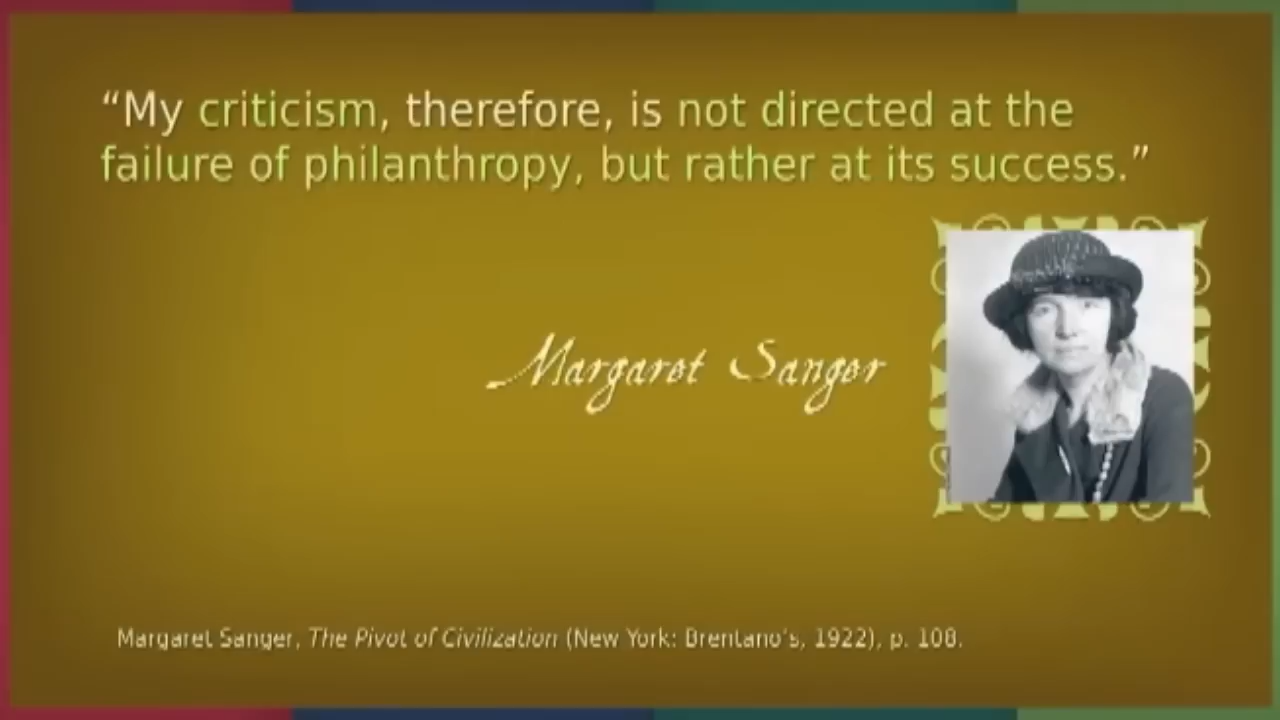 “My criticism, therefore, is not directed at the
failure of philanthropy, but rather at its success.”
Margaret Sanger
Margaret Sanger, The Pivot of Civilization (New York: Brentano’s, 1922), p. 108.